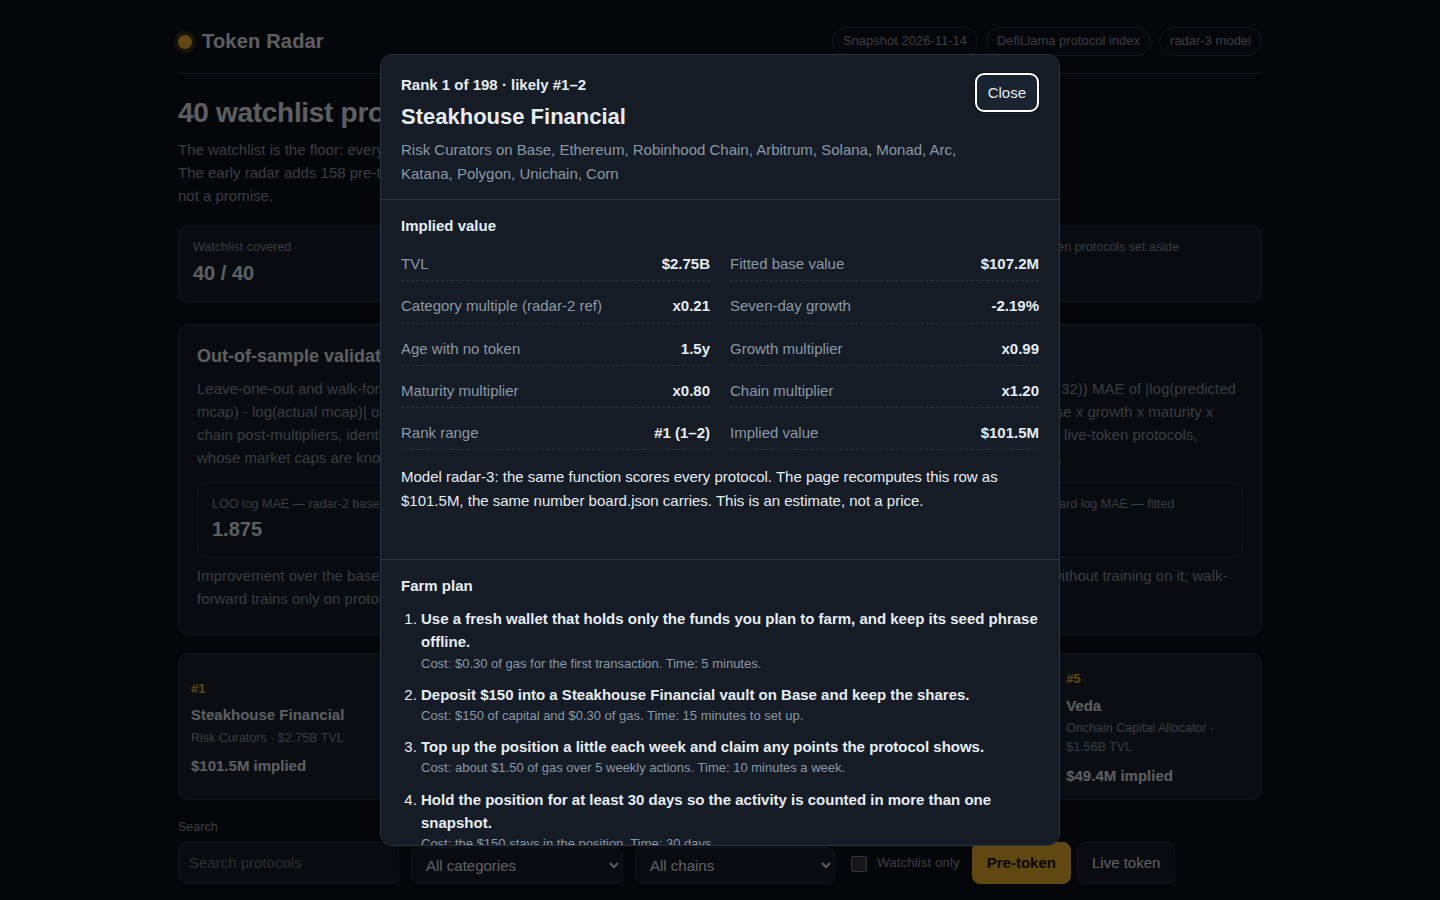 Token Radar
Snapshot 2026-11-14
DefiLlama protocol index
radar-3 model
40 watchlist pro
The watchlist is the floor: every
The early radar adds 158 pre-t
not a promise.
Watchlist covered
40 / 40
en protocols set aside
Out-of-sample validat
Leave-one-out and walk-for
32)) MAE of |log(predicted
mcap) - log(actual mcap)| o
se x growth x maturity x
chain post-multipliers, ident
live-token protocols,
whose market caps are kno
LOO log MAE — radar-2 base
1.875
ard log MAE — fitted
Improvement over the base
without training on it; walk-
forward trains only on proto
#1
Steakhouse Financial
Risk Curators · $2.75B TVL
$101.5M implied
#5
Veda
Onchain Capital Allocator ·
$1.56B TVL
$49.4M implied
Rank 1 of 198 · likely #1–2
Close
Steakhouse Financial
Risk Curators on Base, Ethereum, Robinhood Chain, Arbitrum, Solana, Monad, Arc,
Katana, Polygon, Unichain, Corn
Implied value
TVL $2.75B
Fitted base value $107.2M
Category multiple (radar-2 ref) x0.21
Seven-day growth -2.19%
Age with no token 1.5y
Growth multiplier x0.99
Maturity multiplier x0.80
Chain multiplier x1.20
Rank range #1 (1–2)
Implied value $101.5M
Model radar-3: the same function scores every protocol. The page recomputes this row as
$101.5M, the same number board.json carries. This is an estimate, not a price.
Farm plan
1. Use a fresh wallet that holds only the funds you plan to farm, and keep its seed phrase
offline.
Cost: $0.30 of gas for the first transaction. Time: 5 minutes.
2. Deposit $150 into a Steakhouse Financial vault on Base and keep the shares.
Cost: $150 of capital and $0.30 of gas. Time: 15 minutes to set up.
3. Top up the position a little each week and claim any points the protocol shows.
Cost: about $1.50 of gas over 5 weekly actions. Time: 10 minutes a week.
4. Hold the position for at least 30 days so the activity is counted in more than one
snapshot.
Cost: the $150 stays in the position. Time: 30 days.
Search
Search protocols
All categories
All chains
Watchlist only
Pre-token
Live token